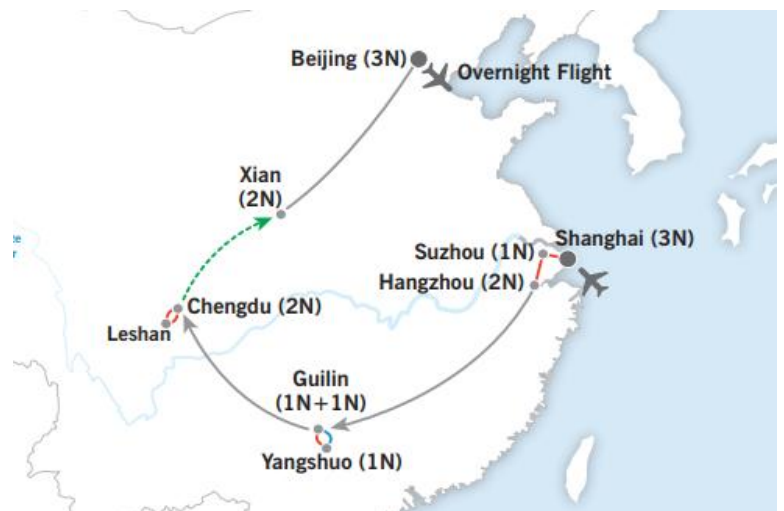 Beijing (3N)
Overnight Flight
Xian
(2N)
Suzhou (1N)
Shanghai (3N)
Hangzhou (2N)
Chengdu (2N)
Leshan
Guilin
(1N+1N)
Yangshuo (1N)